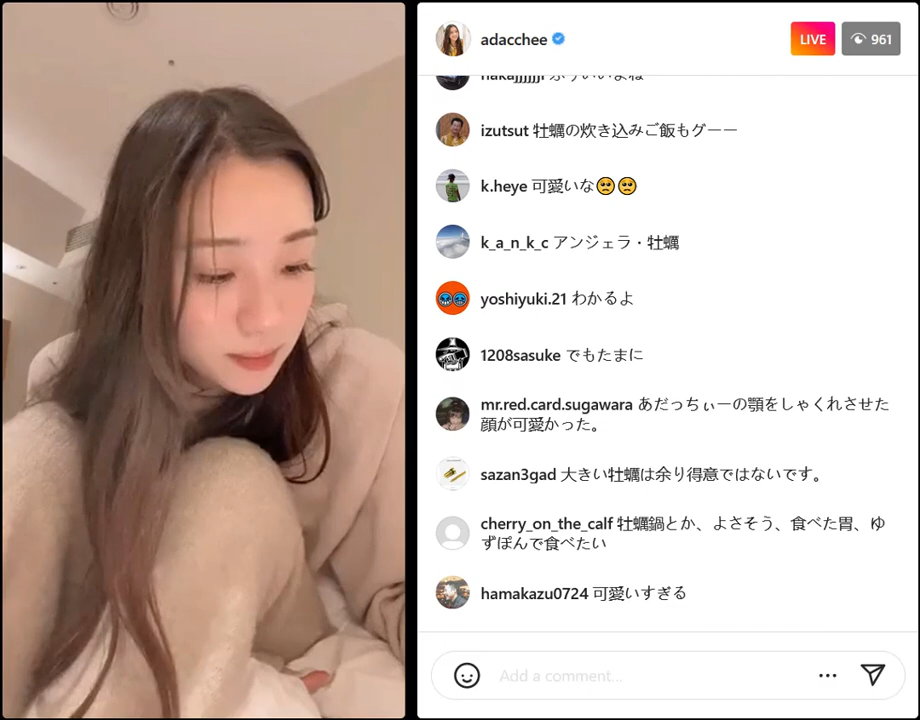 adacchee
LIVE
961
izutsut 牡蠣の炊き込みご飯もグーー
k.heye 可愛いな🥺🥺
k_a_n_k_c アンジェラ・牡蠣
yoshiyuki.21 わかるよ
1208sasuke でもたまに
mr.red.card.sugawara あだっちぃーの顎をしゃくれさせた
顔が可愛かった。
sazan3gad 大きい牡蠣は余り得意ではないです。
cherry_on_the_calf 牡蠣鍋とか、よさそう、食べた胃、ゆ
ずぽんで食べたい
hamakazu0724 可愛いすぎる
Add a comment...